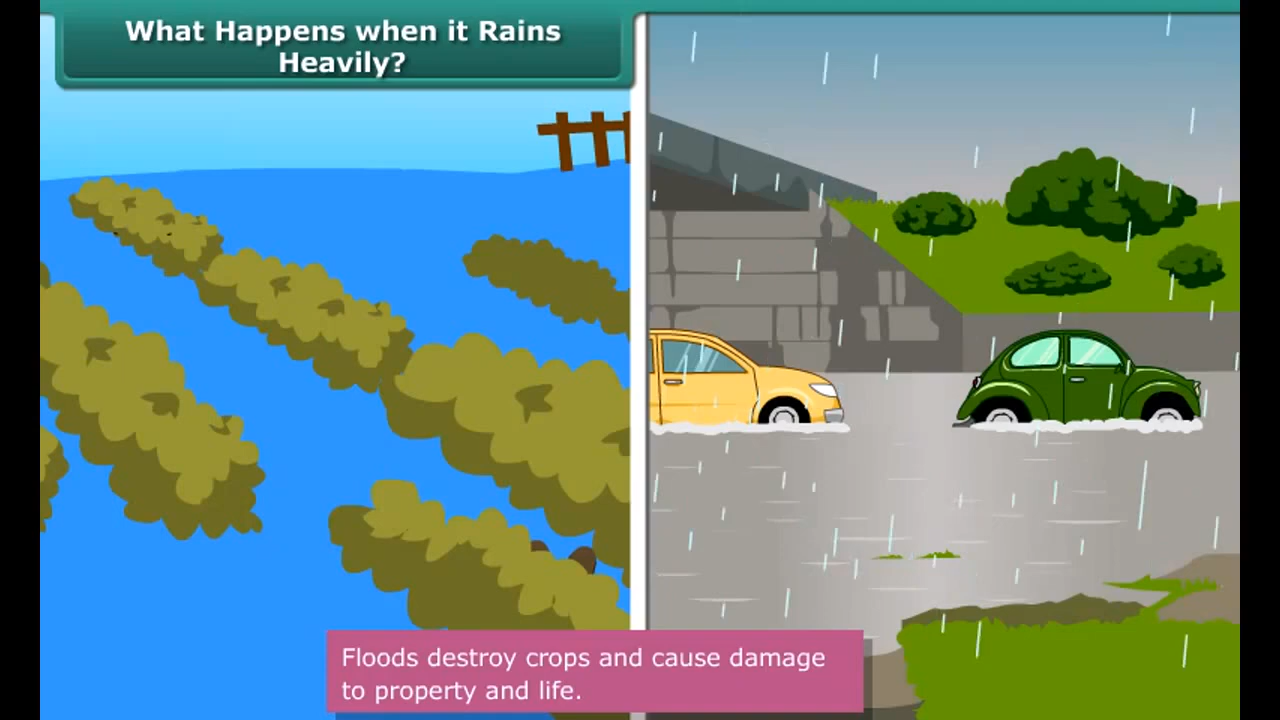 What Happens when it Rains
Heavily?
Floods destroy crops and cause damage
to property and life.